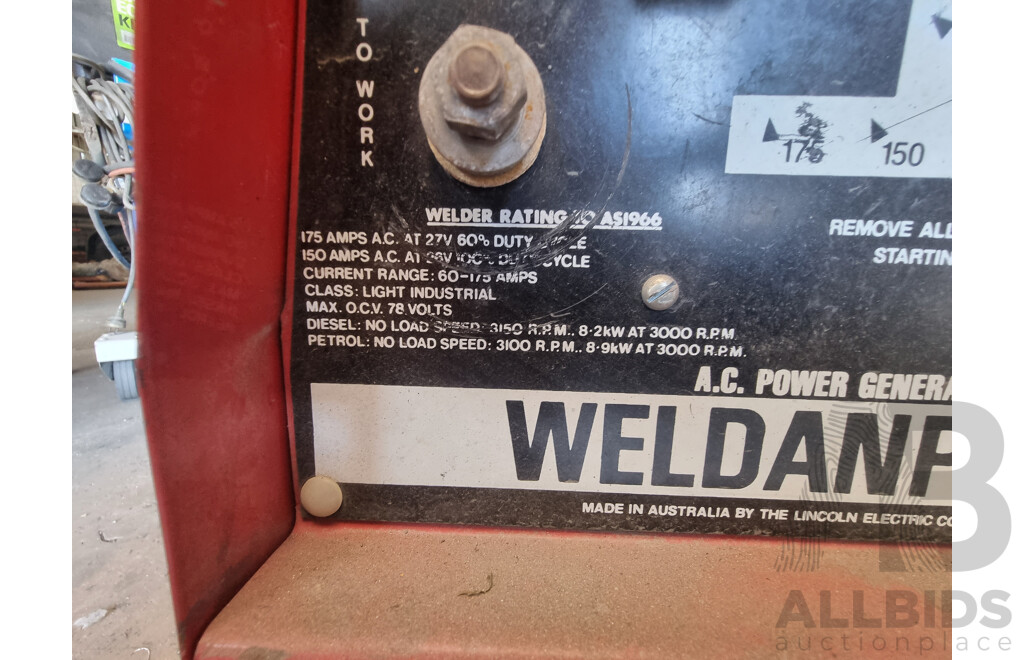 TO WORK
175 150
WELDER RATING TO AS1966
175 AMPS A.C. AT 27V 60% DUTY CYCLE
150 AMPS A.C. AT 26V 100% DUTY CYCLE
CURRENT RANGE: 60-175 AMPS
CLASS: LIGHT INDUSTRIAL
MAX. O.C.V. 78 VOLTS
DIESEL: NO LOAD SPEED: 3150 R.P.M.. 8·2kW AT 3000 R.P.M.
PETROL: NO LOAD SPEED: 3100 R.P.M.. 8·9kW AT 3000 R.P.M.
REMOVE ALL
STARTIN
A.C. POWER GENERA
WELDANP
MADE IN AUSTRALIA BY THE LINCOLN ELECTRIC CO
ALLBIDS
auctionplace